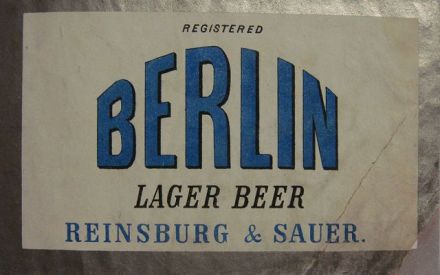 REGISTERED
BERLIN
LAGER BEER
REINSBURG & SAUER.